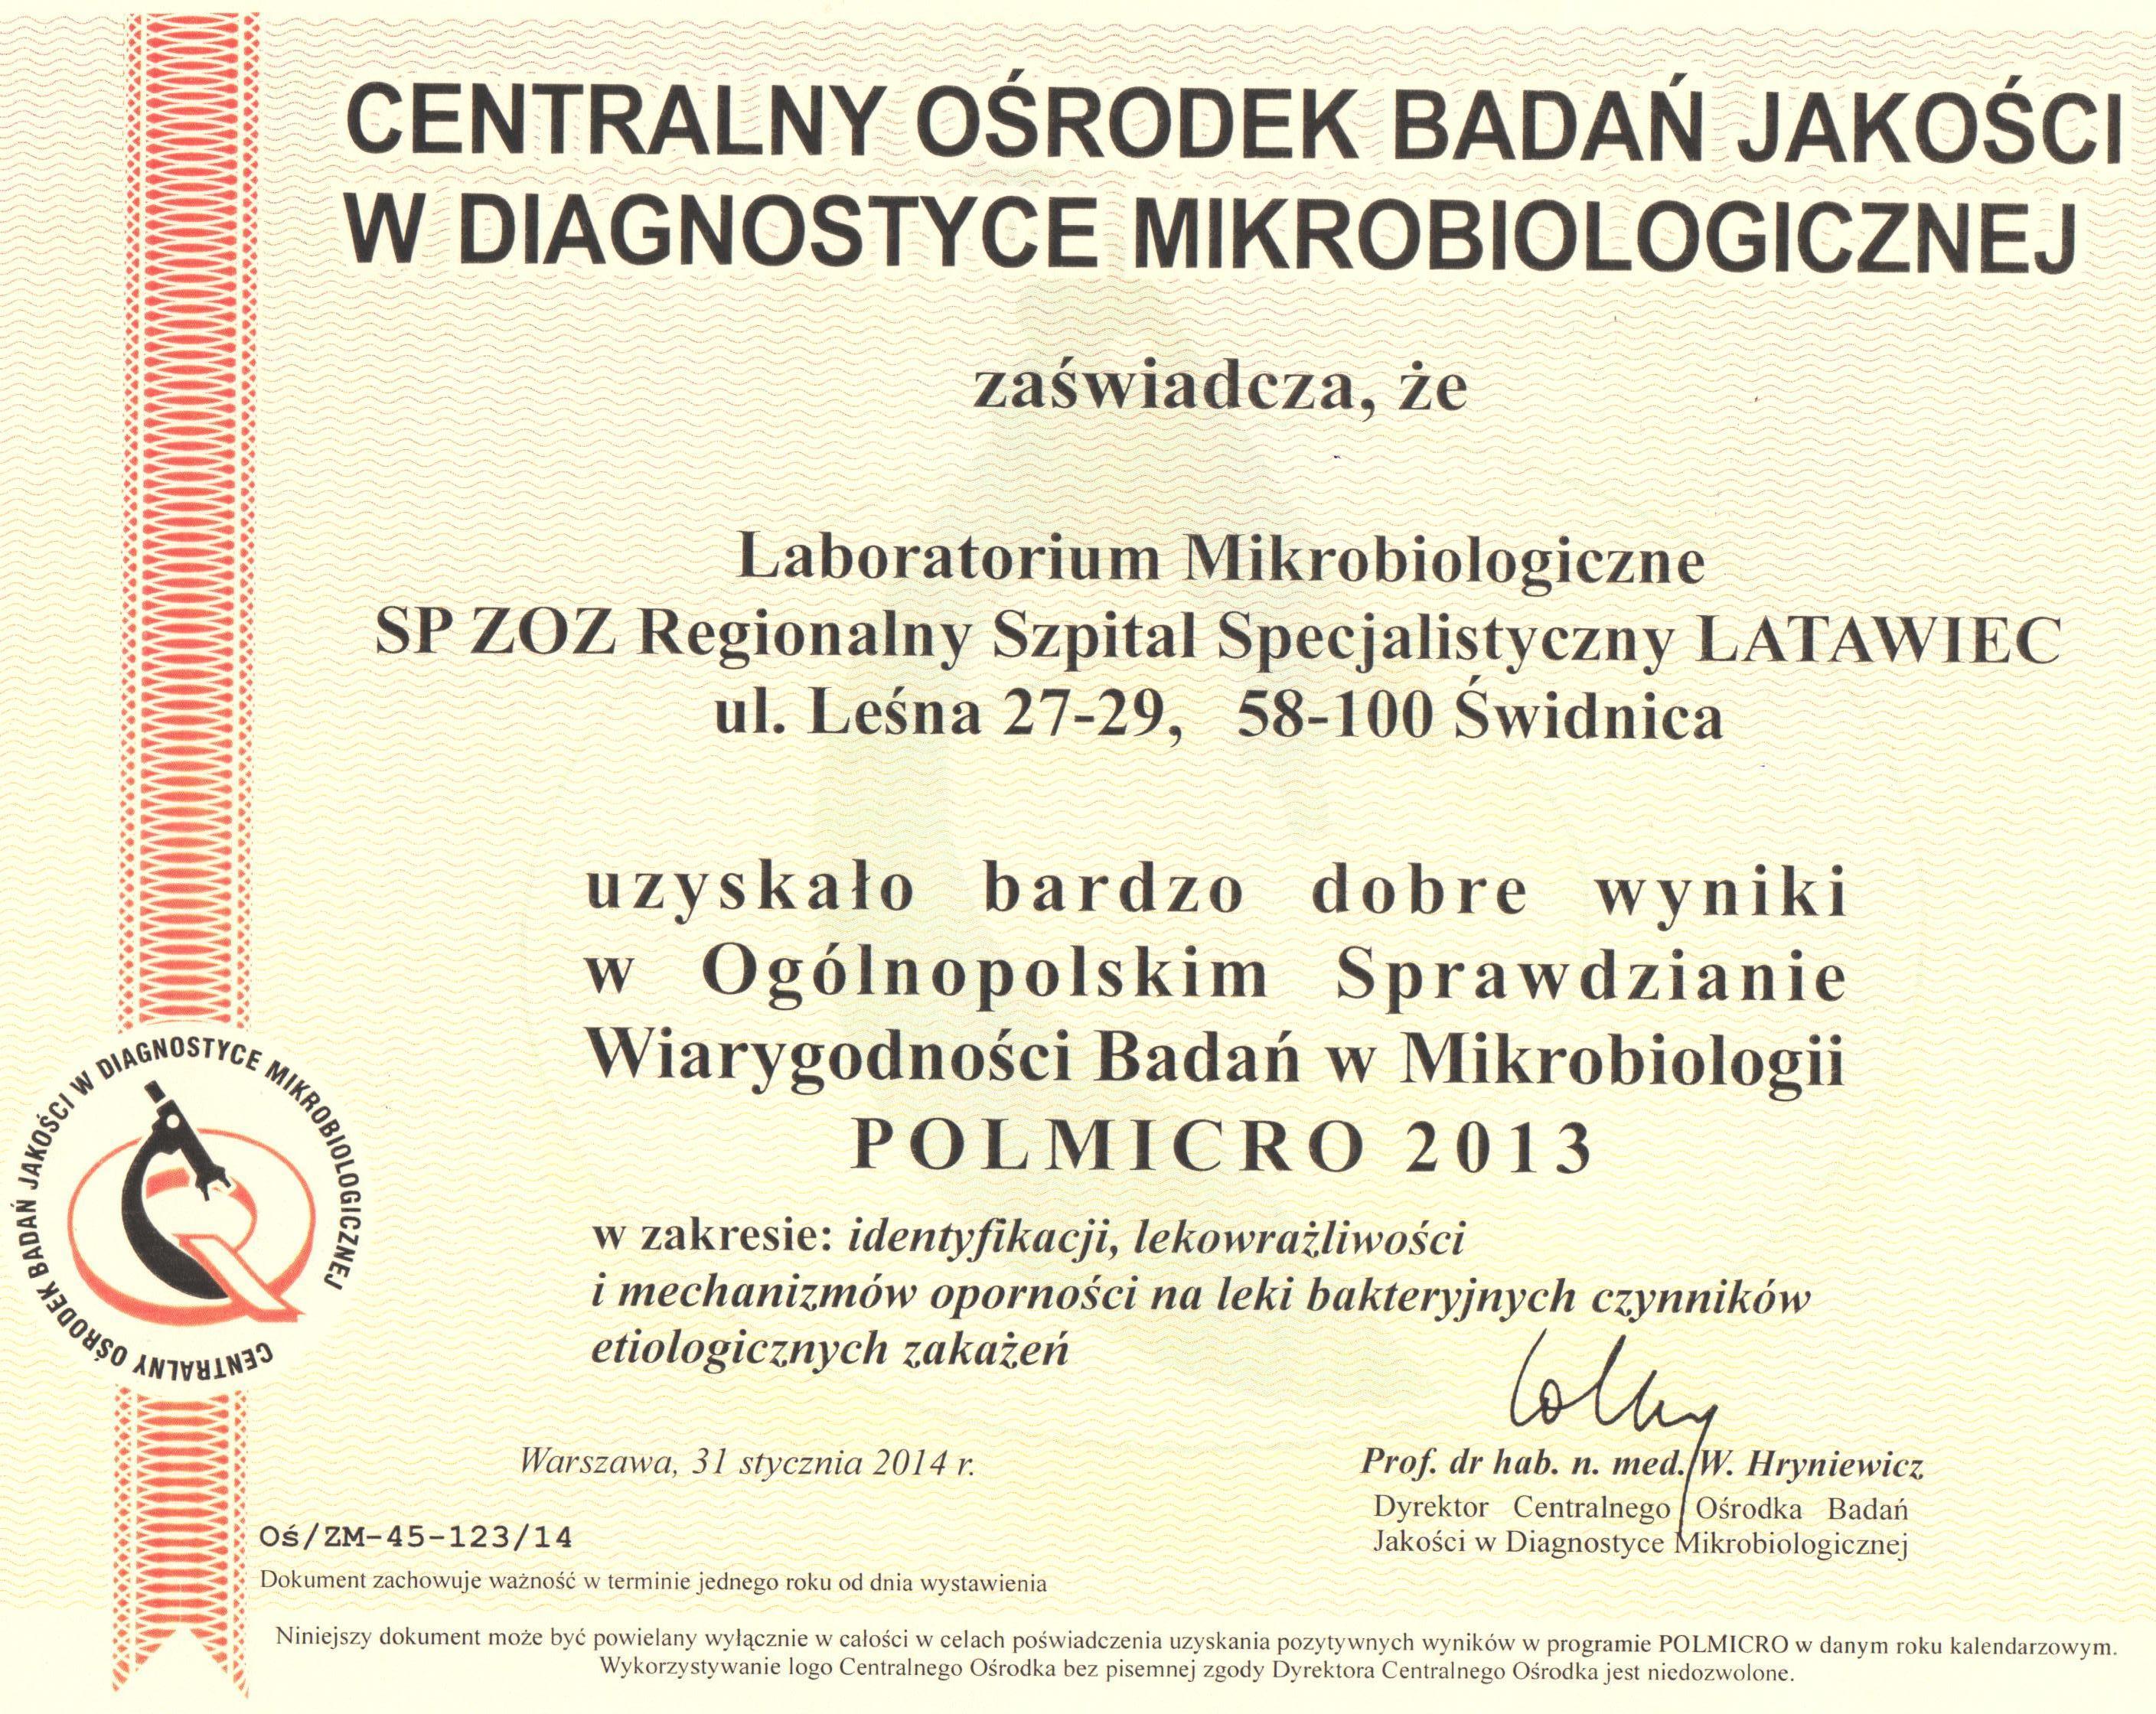 CENTRALNY OŚRODEK BADAŃ JAKOŚCI
W DIAGNOSTYCE MIKROBIOLOGICZNEJ
zaświadcza, że
Laboratorium Mikrobiologiczne
SP ZOZ Regionalny Szpital Specjalistyczny LATAWIEC
ul. Leśna 27-29, 58-100 Świdnica
uzyskało bardzo dobre wyniki
w Ogólnopolskim Sprawdzianie
Wiarygodności Badań w Mikrobiologii
POLMICRO 2013
w zakresie: identyfikacji, lekowrażliwości
i mechanizmów oporności na leki bakteryjnych czynników
etiologicznych zakażeń
CENTRALNY OŚRODEK BADAŃ JAKOŚCI W DIAGNOSTYCE MIKROBIOLOGICZNEJ
Warszawa, 31 stycznia 2014 r.
Prof. dr hab. n. med. W. Hryniewicz
Dyrektor Centralnego Ośrodka Badań
Jakości w Diagnostyce Mikrobiologicznej
Oś/ZM-45-123/14
Dokument zachowuje ważność w terminie jednego roku od dnia wystawienia
Niniejszy dokument może być powielany wyłącznie w całości w celach poświadczenia uzyskania pozytywnych wyników w programie POLMICRO w danym roku kalendarzowym.
Wykorzystywanie logo Centralnego Ośrodka bez pisemnej zgody Dyrektora Centralnego Ośrodka jest niedozwolone.